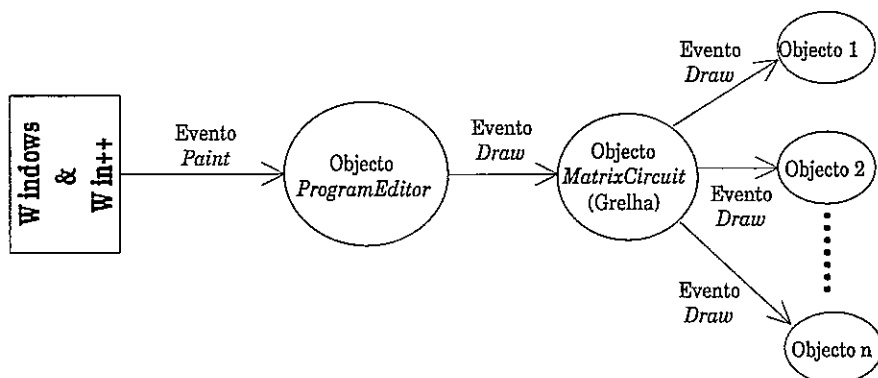 Windows
&
Win++
Evento
Paint
Objecto
ProgramEditor
Evento
Draw
Objecto
MatrixCircuit
(Grelha)
Evento
Draw
Objecto 1
Evento
Draw
Objecto 2
Evento
Draw
Objecto n